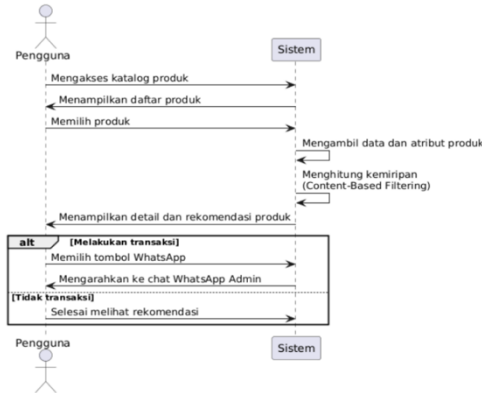 Pengguna
Sistem
Mengakses katalog produk
Menampilkan daftar produk
Memilih produk
Mengambil data dan atribut produk
Menghitung kemiripan
(Content-Based Filtering)
Menampilkan detail dan rekomendasi produk
alt [Melakukan transaksi]
Memilih tombol WhatsApp
Mengarahkan ke chat WhatsApp Admin
[Tidak transaksi]
Selesai melihat rekomendasi
Pengguna
Sistem